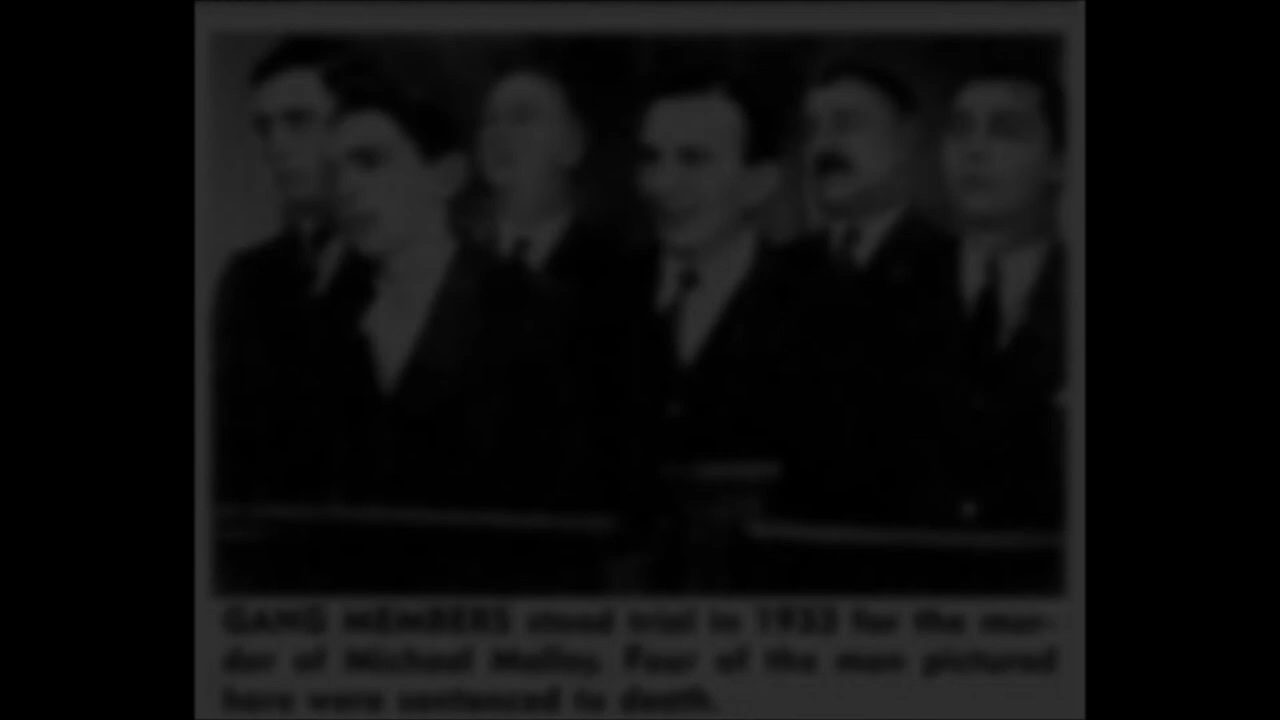 GANG MEMBERS stood trial in 1933 for the mur-
der of Michael Malloy. Four of the men pictured
here were sentenced to death.